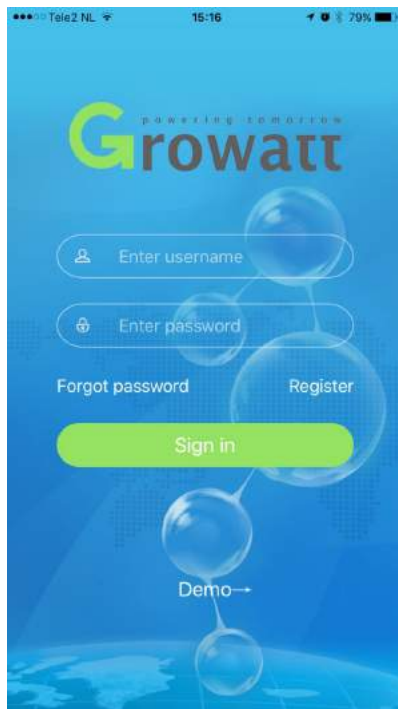 Tele2 NL 15:16 79%
powering tomorrow
Growatt
Enter username
Enter password
Forgot password Register
Sign in
Demo→